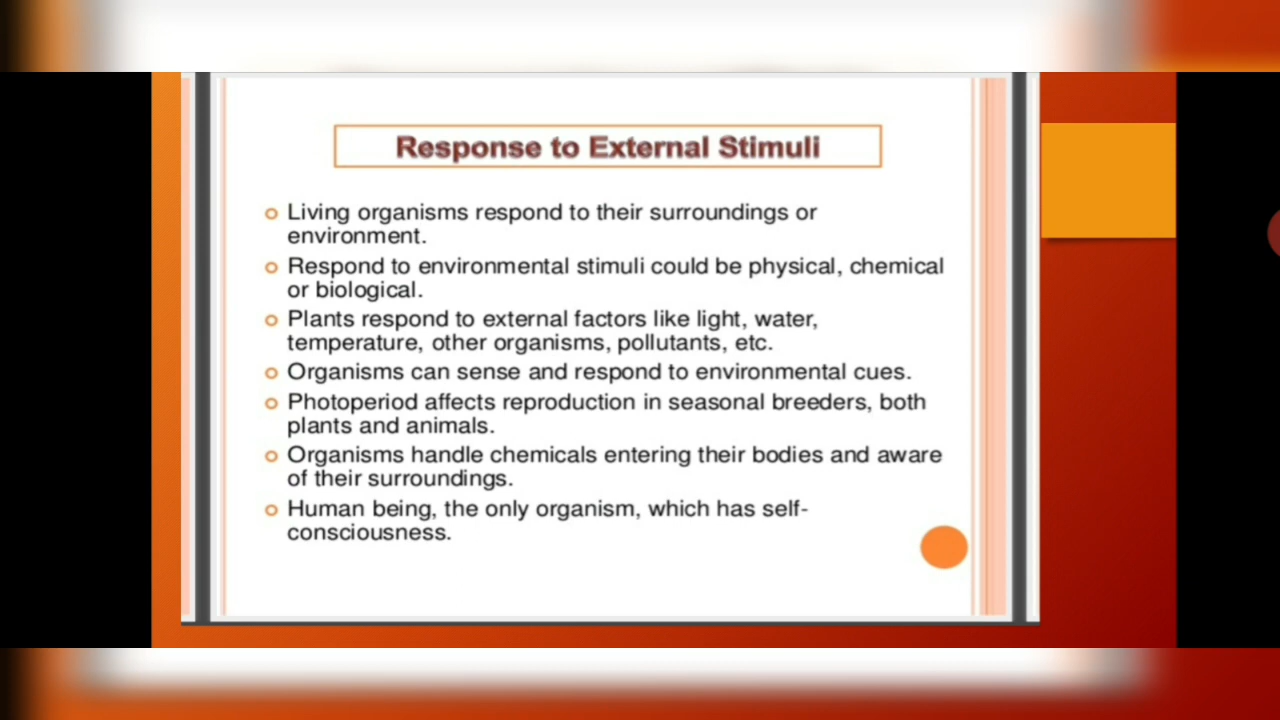 Response to External Stimuli
Living organisms respond to their surroundings or
environment.
Respond to environmental stimuli could be physical, chemical
or biological.
Plants respond to external factors like light, water,
temperature, other organisms, pollutants, etc.
Organisms can sense and respond to environmental cues.
Photoperiod affects reproduction in seasonal breeders, both
plants and animals.
Organisms handle chemicals entering their bodies and aware
of their surroundings.
Human being, the only organism, which has self-
consciousness.